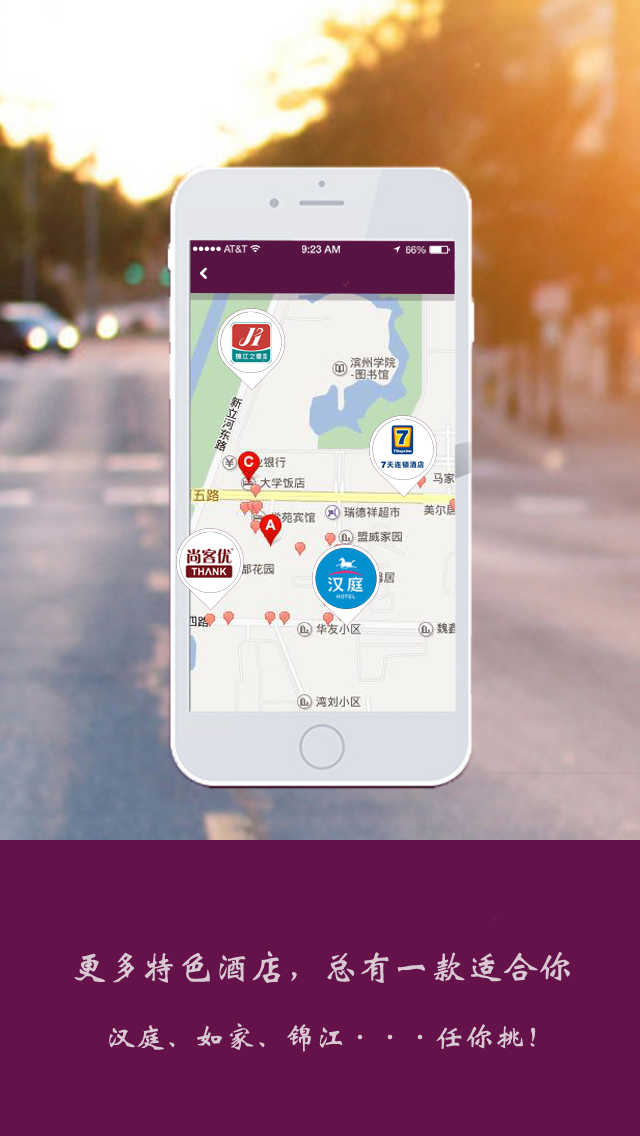 AT&T 9:23 AM 66%
J
锦江之星
滨州学院
-图书馆
新立河东路
7
7Daysinn
7天连锁酒店
C
业银行
马家
大学饭店
五路
苑宾馆
瑞德祥超市
美尔居
A
盟威家园
尚客优
THANK
部花园
汉庭
HOTEL
馨居
四路
华友小区
魏鑫
湾刘小区
更多特色酒店，总有一款适合你
汉庭、如家、锦江···任你挑！